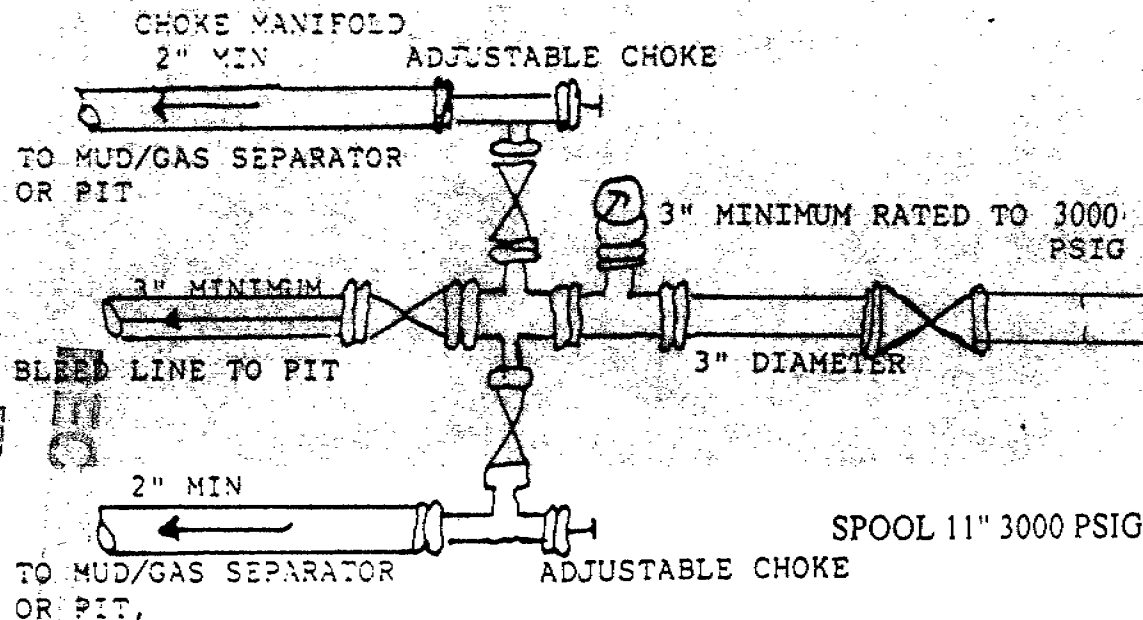 CHOKE MANIFOLD
2" MIN
ADJUSTABLE CHOKE
TO MUD/GAS SEPARATOR
OR PIT
3" MINIMUM RATED TO 3000
PSIG
3" MINIMUM
BLEED LINE TO PIT
3" DIAMETER
2" MIN
SPOOL 11" 3000 PSIG
TO MUD/GAS SEPARATOR
ADJUSTABLE CHOKE
OR PIT,